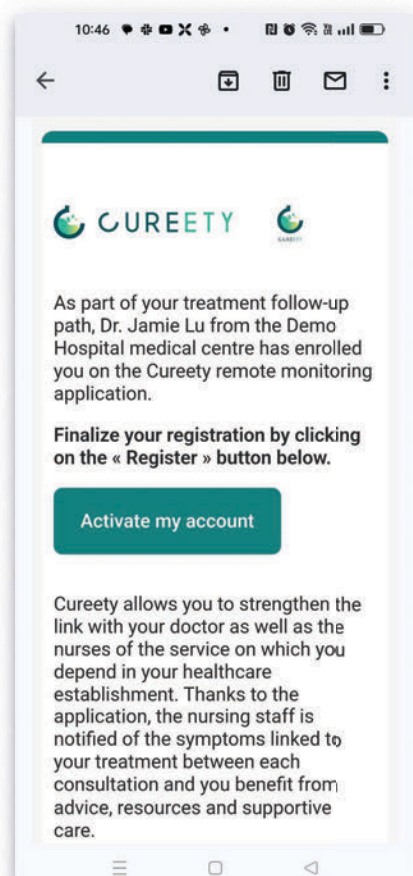 10:46
CUREETY
CUREETY
As part of your treatment follow-up
path, Dr. Jamie Lu from the Demo
Hospital medical centre has enrolled
you on the Cureety remote monitoring
application.
Finalize your registration by clicking
on the « Register » button below.
Activate my account
Cureety allows you to strengthen the
link with your doctor as well as the
nurses of the service on which you
depend in your healthcare
establishment. Thanks to the
application, the nursing staff is
notified of the symptoms linked to
your treatment between each
consultation and you benefit from
advice, resources and supportive
care.